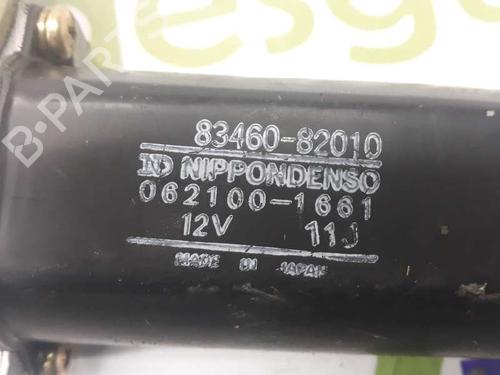 B-PARTS
83460-82010
ND NIPPONDENSO
062100-1661
12V 11J
MADE IN JAPAN